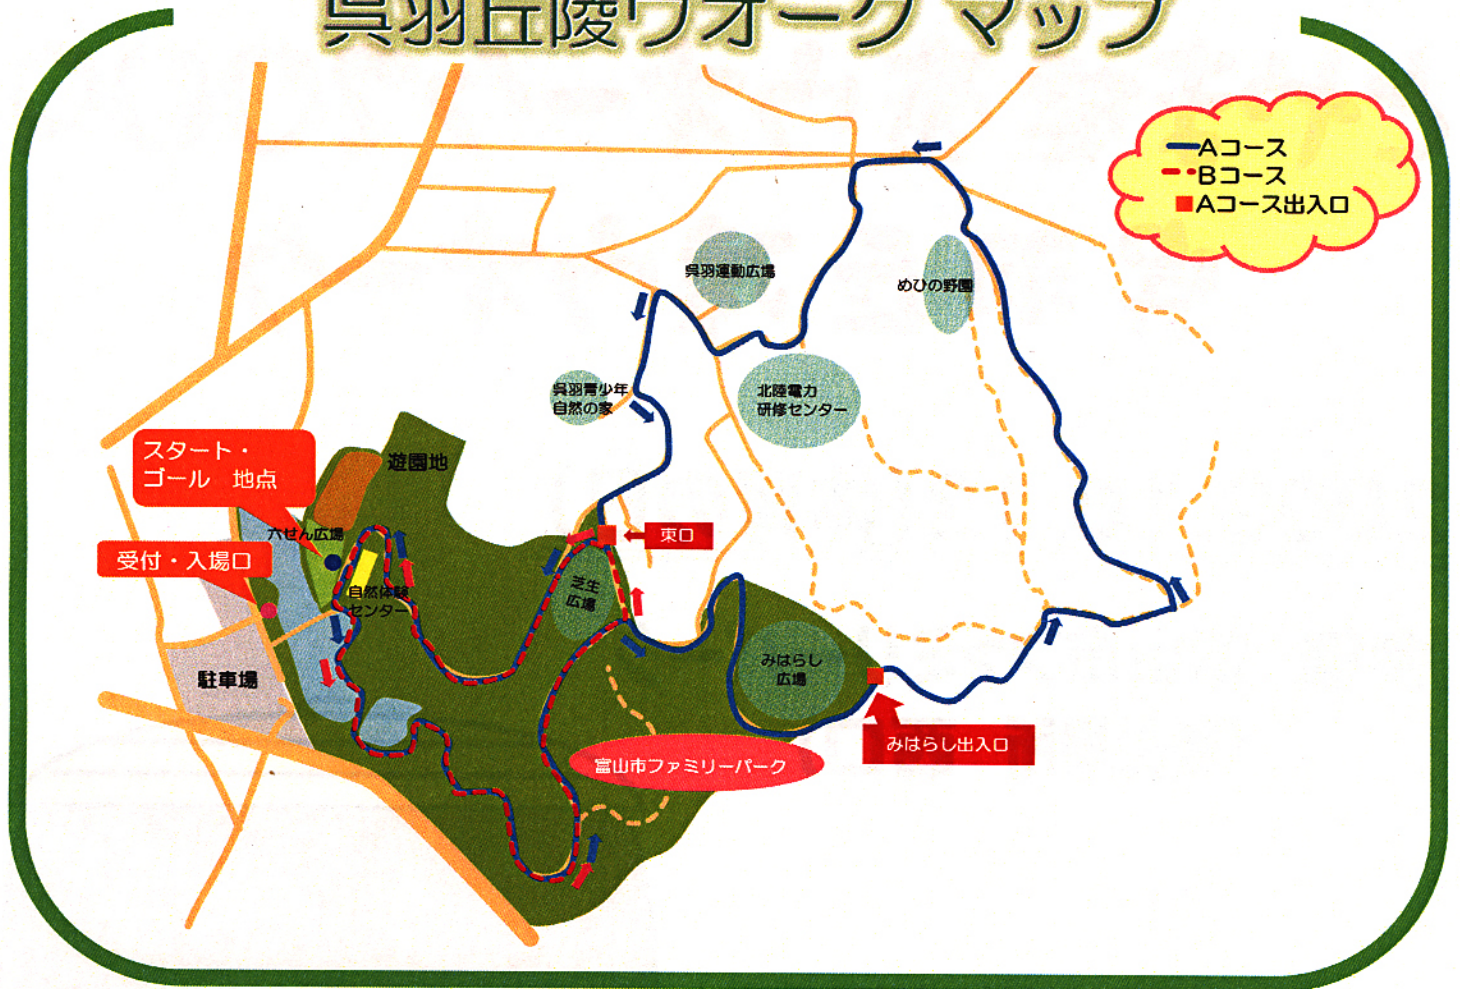 呉羽丘陵ウオーク マップ
Aコース
Bコース
Aコース出入口
呉羽運動広場
めひの野園
呉羽青少年
自然の家
北陸電力
研修センター
スタート・
ゴール 地点
遊園地
六せん広場
東口
受付・入場口
自然体験
センター
芝生
広場
みはらし
広場
駐車場
みはらし出入口
富山市ファミリーパーク